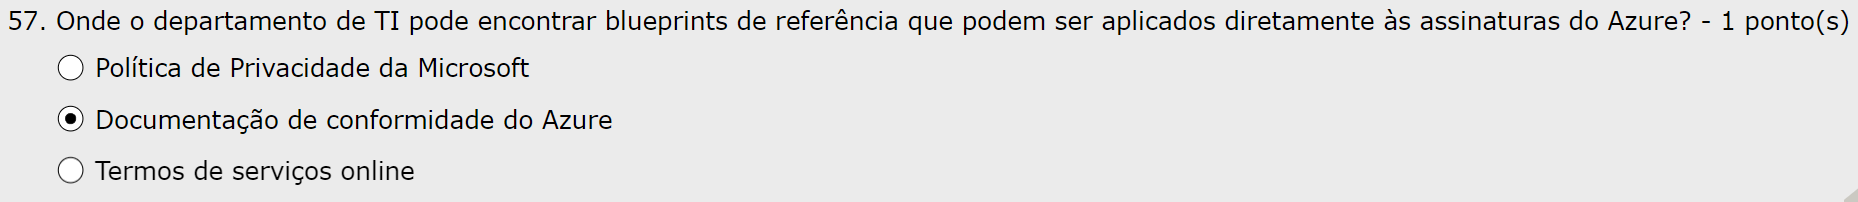 57. Onde o departamento de TI pode encontrar blueprints de referência que podem ser aplicados diretamente às assinaturas do Azure? - 1 ponto(s)
Política de Privacidade da Microsoft
Documentação de conformidade do Azure
Termos de serviços online